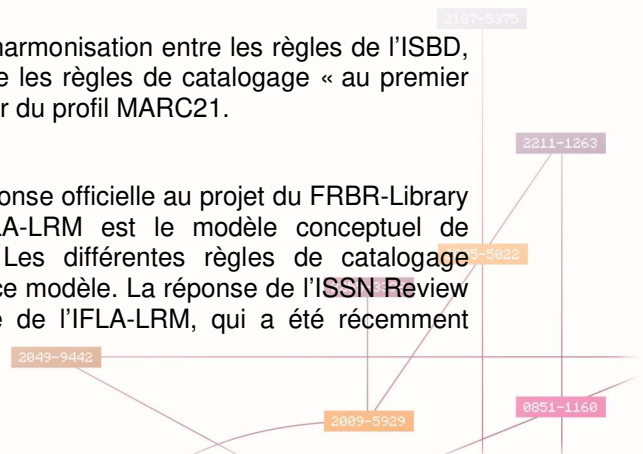 2187-5375
harmonisation entre les règles de l’ISBD,
e les règles de catalogage « au premier
r du profil MARC21.
2211-1263
onse officielle au projet du FRBR-Library
A-LRM est le modèle conceptuel de
Les différentes règles de catalogage
-5022
ce modèle. La réponse de l’ISSN Review
e de l’IFLA-LRM, qui a été récemment
2049-9442
2009-5929
0851-1160